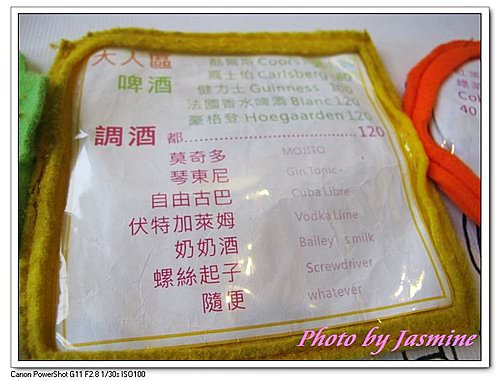 大人區
酷爾斯 Coors
啤酒
嘉士伯 Carlsberg 80
健力士 Guinness 100
法國香水啤酒 Blanc 120
豪格登 Hoegaarden 120
調酒 都 120
莫奇多 MOJITO
琴東尼 Gin Tonic
自由古巴 Cuba Libre
伏特加萊姆 Vodka Lime
奶奶酒 Bailey's milk
螺絲起子 Screwdriver
隨便 whatever
40
Photo by Jasmine
Canon PowerShot G11 F2.8 1/30s ISO100